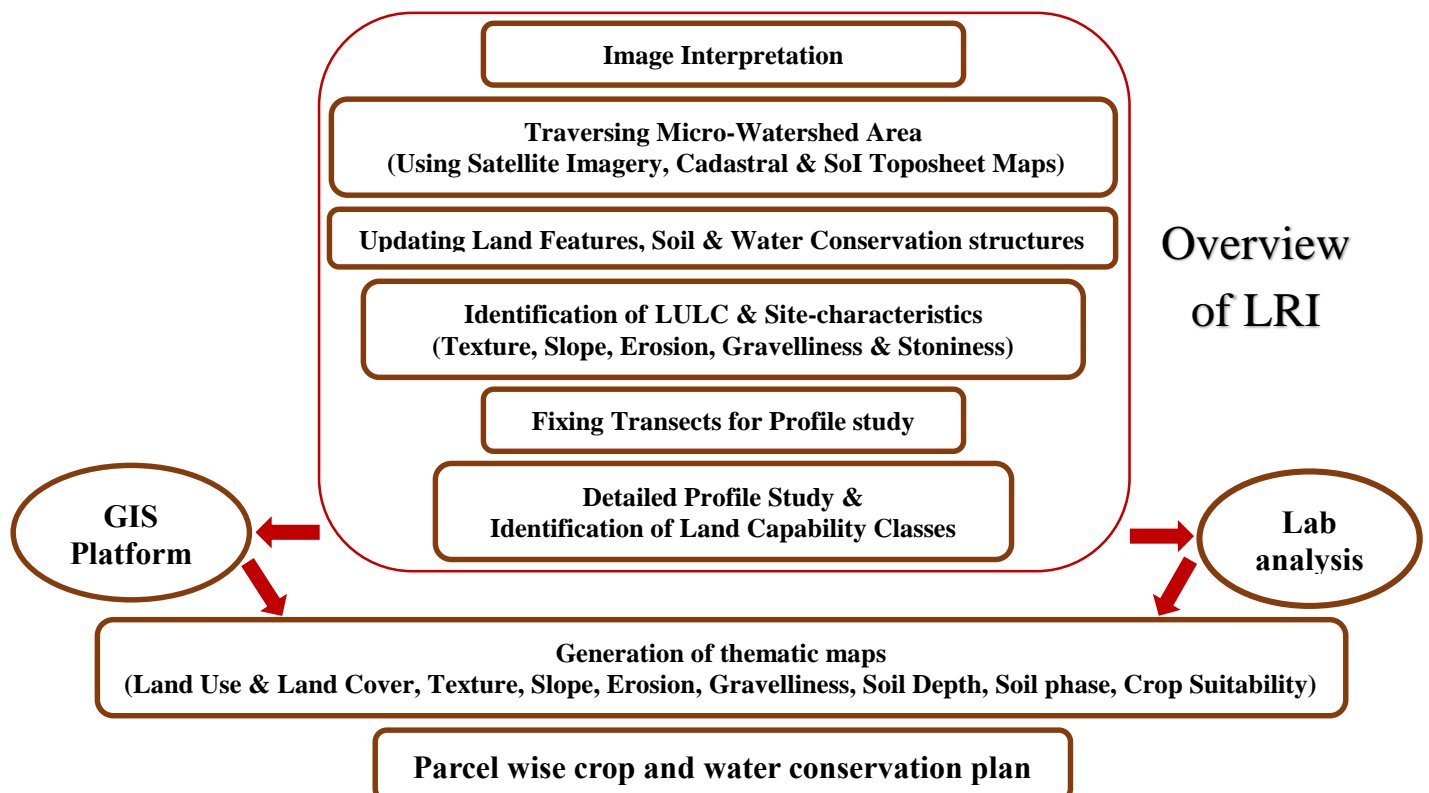 Image Interpretation
Traversing Micro-Watershed Area
(Using Satellite Imagery, Cadastral & SoI Toposheet Maps)
Updating Land Features, Soil & Water Conservation structures
Overview
of LRI
Identification of LULC & Site-characteristics
(Texture, Slope, Erosion, Gravelliness & Stoniness)
Fixing Transects for Profile study
Detailed Profile Study &
Identification of Land Capability Classes
GIS
Platform
Lab
analysis
Generation of thematic maps
(Land Use & Land Cover, Texture, Slope, Erosion, Gravelliness, Soil Depth, Soil phase, Crop Suitability)
Parcel wise crop and water conservation plan